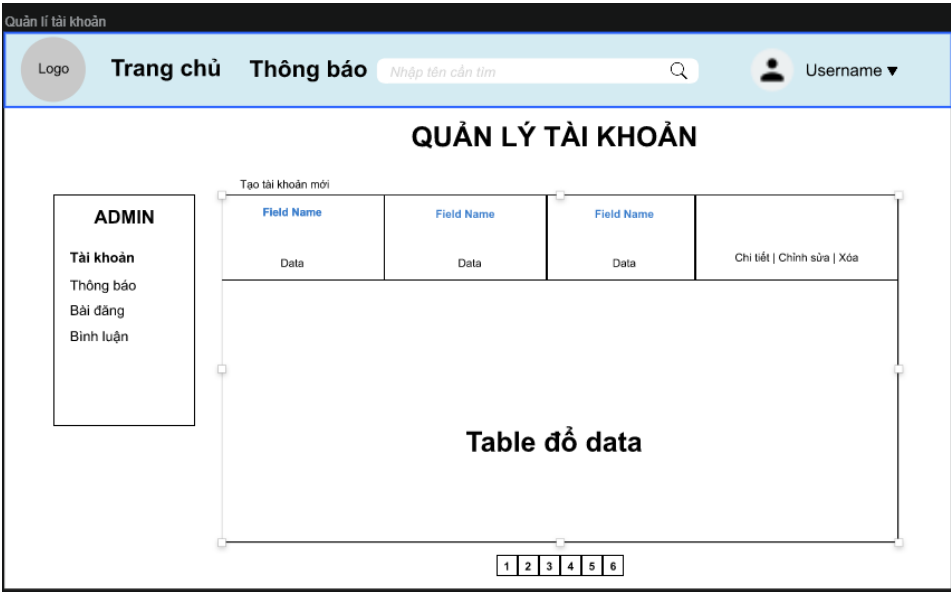 Quản lí tài khoản
Logo
Trang chủ
Thông báo
Nhập tên cần tìm
Username ▼
QUẢN LÝ TÀI KHOẢN
Tạo tài khoản mới
ADMIN
Tài khoản
Thông báo
Bài đăng
Bình luận
Field Name
Field Name
Field Name
Data
Data
Data
Chi tiết | Chỉnh sửa | Xóa
Table đổ data
1 2 3 4 5 6